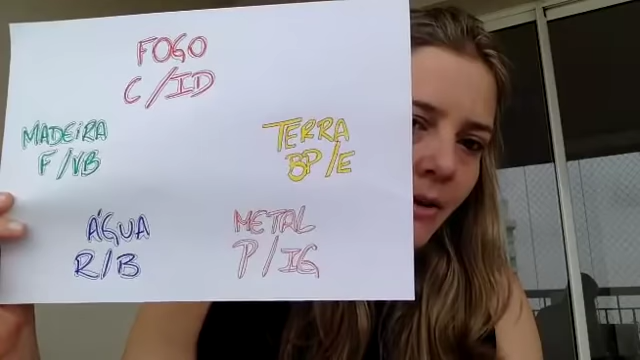 FOGO
C/ID
MADEIRA
F/VB
TERRA
BP/E
ÁGUA
R/B
METAL
P/IG